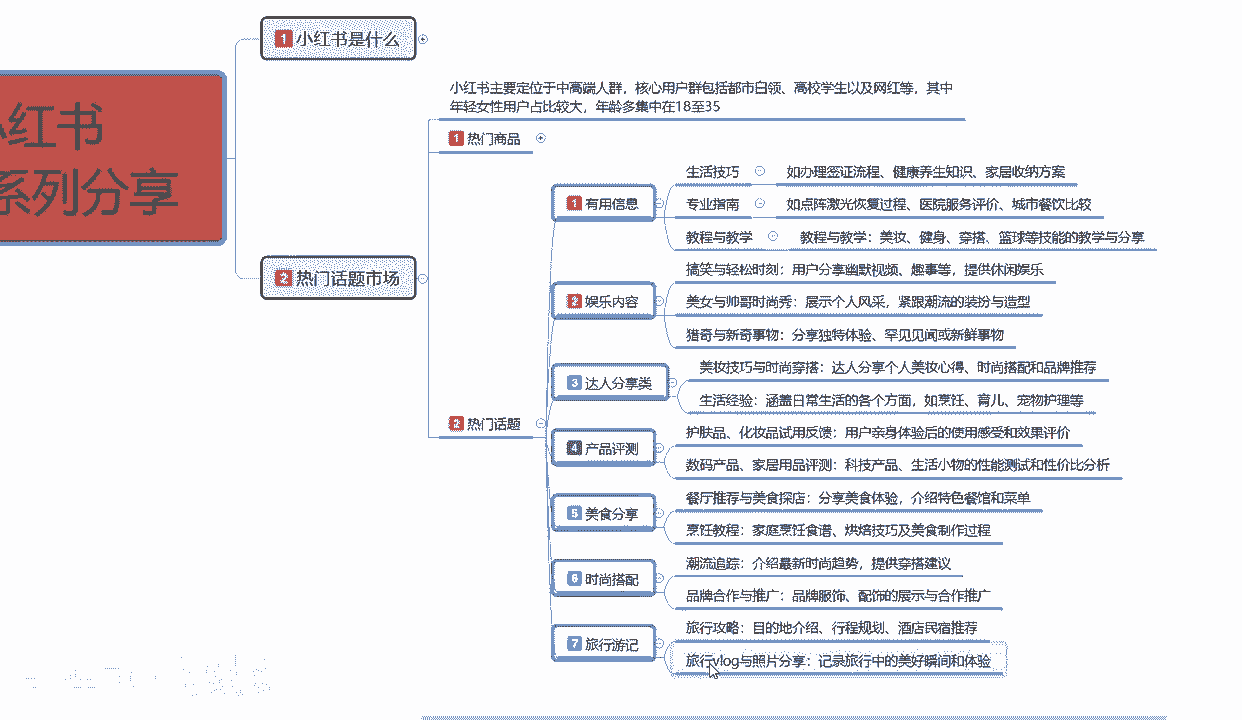 1 小红书是什么
小红书
系列分享
2 热门话题市场
小红书主要定位于中高端人群，核心用户群包括都市白领、高校学生以及网红等，其中
年轻女性用户占比较大，年龄多集中在18至35
1 热门商品
2 热门话题
1 有用信息
生活技巧 如办理签证流程、健康养生知识、家居收纳方案
专业指南 如点阵激光恢复过程、医院服务评价、城市餐饮比较
教程与教学 教程与教学：美妆、健身、穿搭、篮球等技能的教学与分享
2 娱乐内容
搞笑与轻松时刻：用户分享幽默视频、趣事等，提供休闲娱乐
美女与帅哥时尚秀：展示个人风采，紧跟潮流的装扮与造型
猎奇与新奇事物：分享独特体验、罕见见闻或新鲜事物
3 达人分享类
美妆技巧与时尚穿搭：达人分享个人美妆心得、时尚搭配和品牌推荐
生活经验：涵盖日常生活的各个方面，如烹饪、育儿、宠物护理等
4 产品评测
护肤品、化妆品试用反馈：用户亲身体验后的使用感受和效果评价
数码产品、家居用品评测：科技产品、生活小物的性能测试和性价比分析
5 美食分享
餐厅推荐与美食探店：分享美食体验，介绍特色餐馆和菜单
烹饪教程：家庭烹饪食谱、烘焙技巧及美食制作过程
6 时尚搭配
潮流追踪：介绍最新时尚趋势，提供穿搭建议
品牌合作与推广：品牌服饰、配饰的展示与合作推广
7 旅行游记
旅行攻略：目的地介绍、行程规划、酒店民宿推荐
旅行vlog与照片分享：记录旅行中的美好瞬间和体验